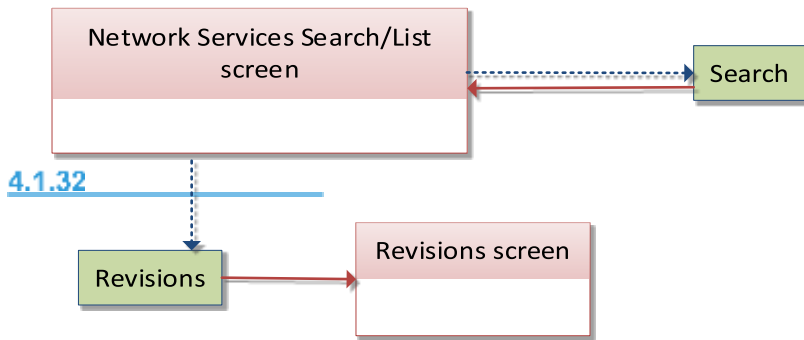 Network Services Search/List
screen
Search
4.1.32
Revisions screen
Revisions